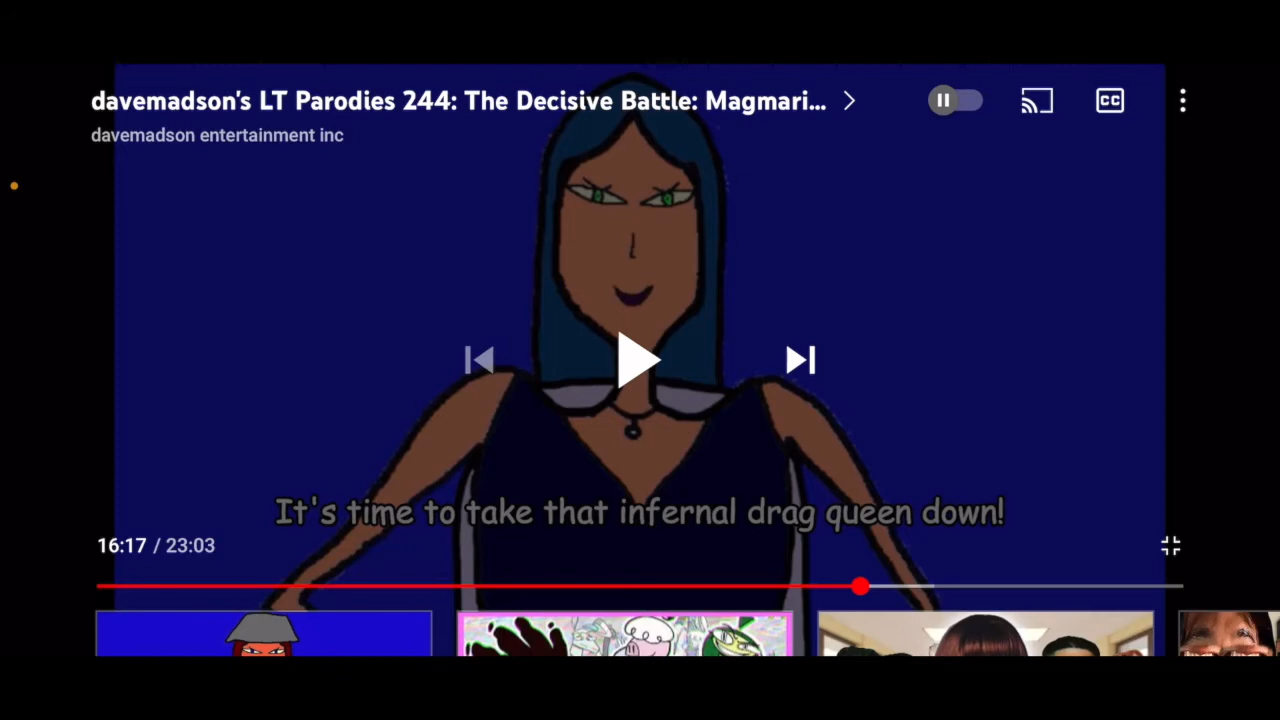 davemadson's LT Parodies 244: The Decisive Battle: Magmari...
davemadson entertainment inc
CC
It's time to take that infernal drag queen down!
16:17 / 23:03